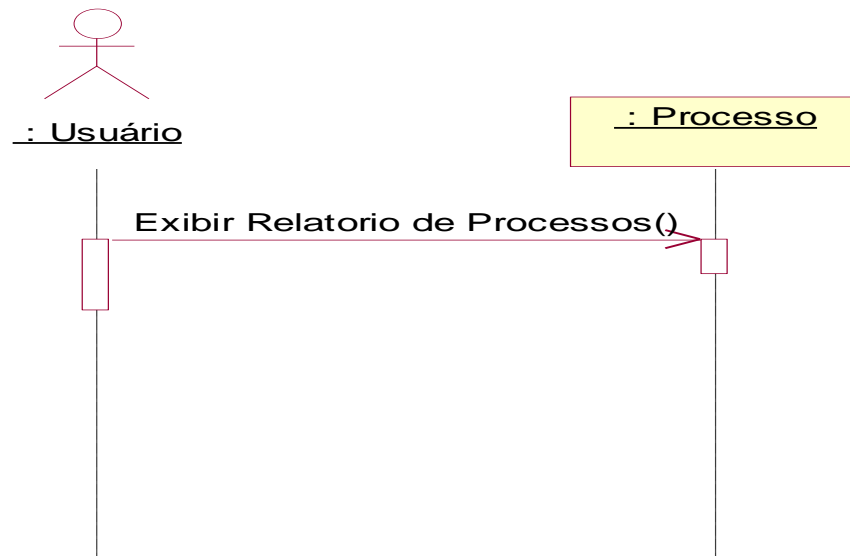 : Usuário
: Processo
Exibir Relatorio de Processos()